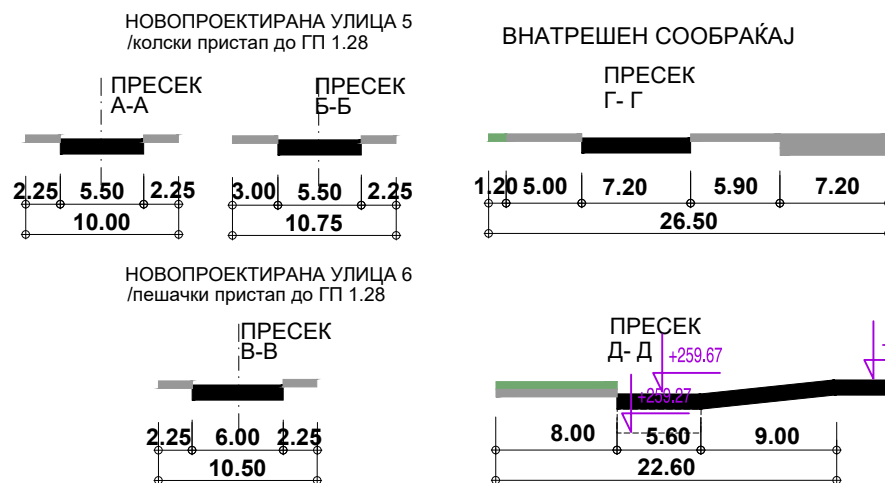 НОВОПРОЕКТИРАНА УЛИЦА 5
/колски пристап до ГП 1.28
ПРЕСЕК
А-А
2.25 5.50 2.25
10.00
ПРЕСЕК
Б-Б
3.00 5.50 2.25
10.75
ВНАТРЕШЕН СООБРАЌАЈ
ПРЕСЕК
Г- Г
1.20 5.00 7.20 5.90 7.20
26.50
НОВОПРОЕКТИРАНА УЛИЦА 6
/пешачки пристап до ГП 1.28
ПРЕСЕК
В-В
2.25 6.00 2.25
10.50
ПРЕСЕК
Д- Д
+259.67
+259.27
8.00 5.60 9.00
22.60